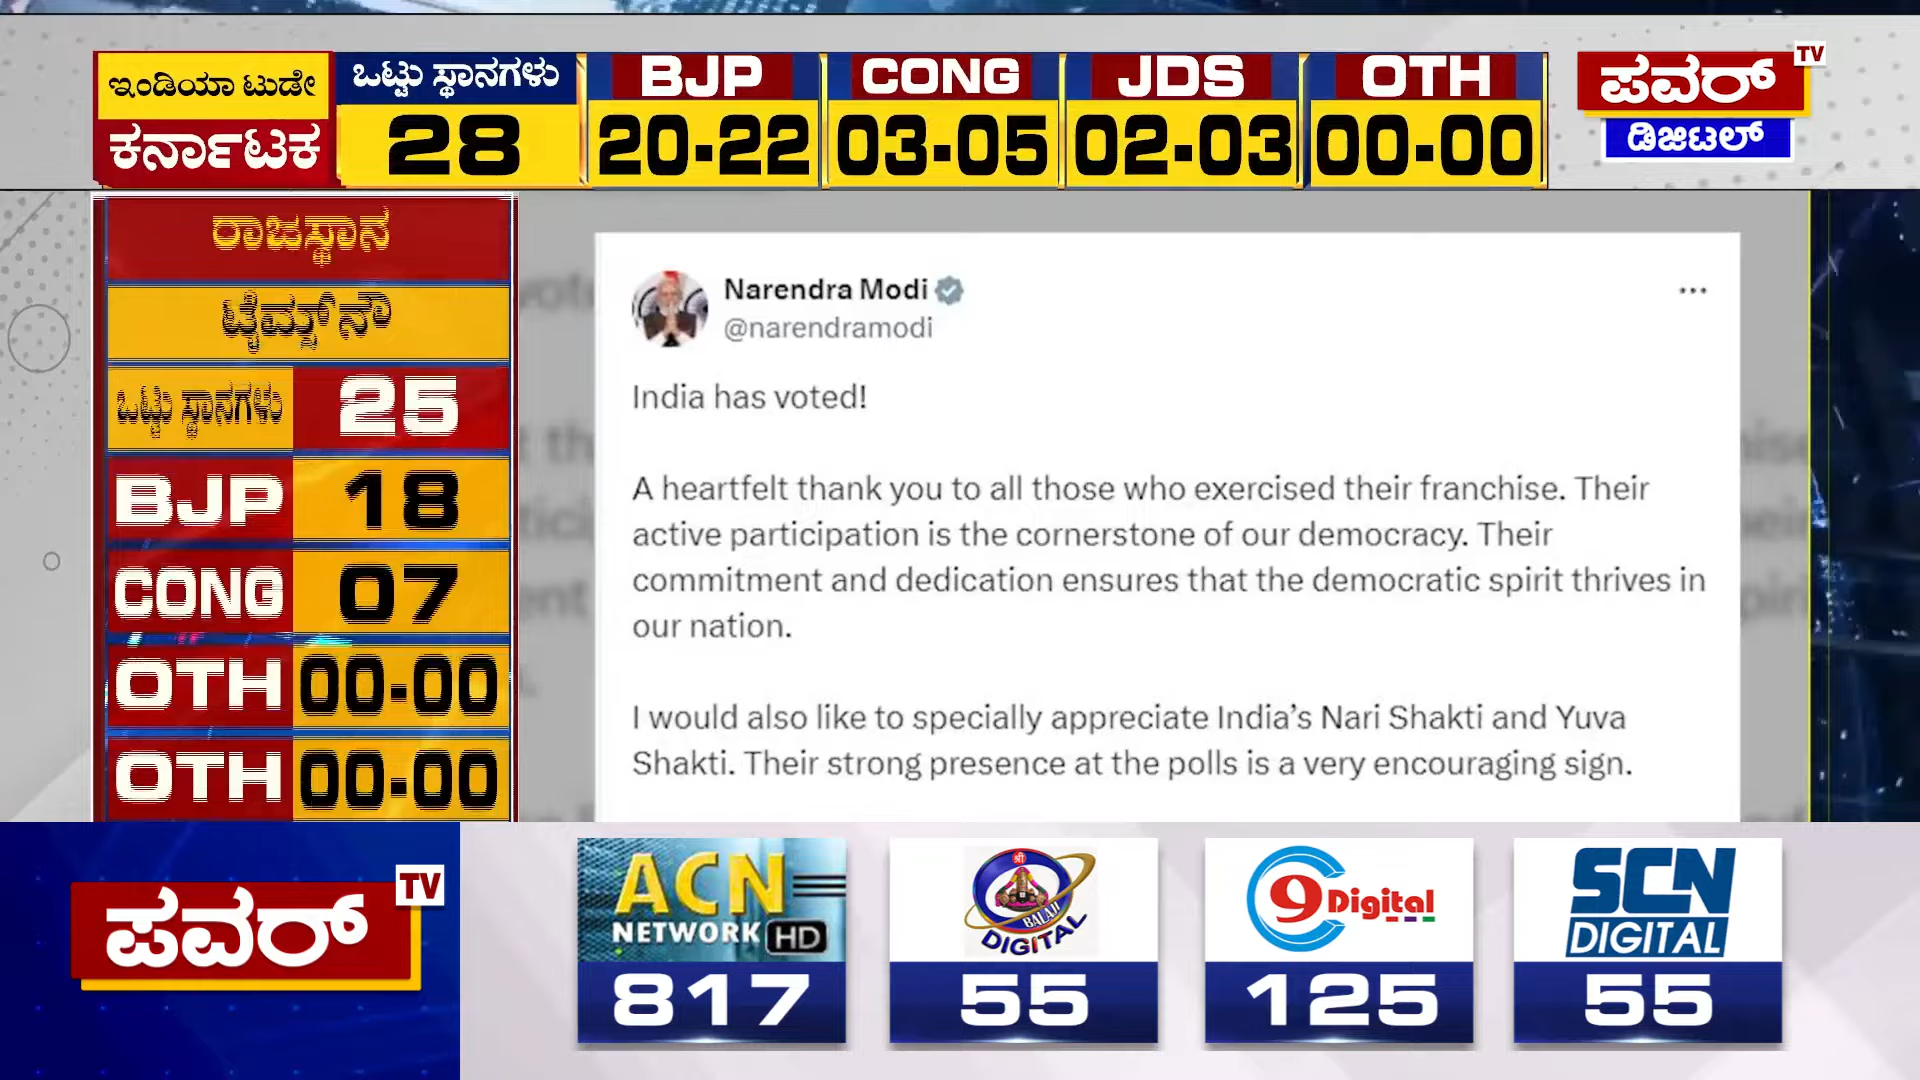 ಇಂಡಿಯಾ ಟುಡೇ
ಕರ್ನಾಟಕ
ಒಟ್ಟು ಸ್ಥಾನಗಳು
28
BJP
20-22
CONG
03-05
JDS
02-03
OTH
00-00
ಪವರ್ TV
ಡಿಜಿಟಲ್
ರಾಜಸ್ಥಾನ
ಟೈಮ್ಸ್‌ನೌ
ಒಟ್ಟು ಸ್ಥಾನಗಳು 25
BJP 18
CONG 07
OTH 00-00
OTH 00-00
Narendra Modi
@narendramodi
India has voted!
A heartfelt thank you to all those who exercised their franchise. Their
active participation is the cornerstone of our democracy. Their
commitment and dedication ensures that the democratic spirit thrives in
our nation.
I would also like to specially appreciate India’s Nari Shakti and Yuva
Shakti. Their strong presence at the polls is a very encouraging sign.
ಪವರ್ TV
ACN
NETWORK HD
817
श्री
BALAJI
DIGITAL
55
C9 Digital
125
SCN
DIGITAL
55